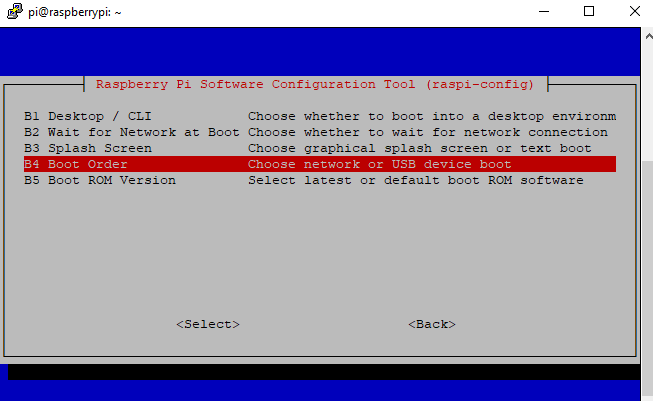 pi@raspberrypi: ~
Raspberry Pi Software Configuration Tool (raspi-config)
B1 Desktop / CLI Choose whether to boot into a desktop environm
B2 Wait for Network at Boot Choose whether to wait for network connection
B3 Splash Screen Choose graphical splash screen or text boot
B4 Boot Order Choose network or USB device boot
B5 Boot ROM Version Select latest or default boot ROM software
<Select> <Back>